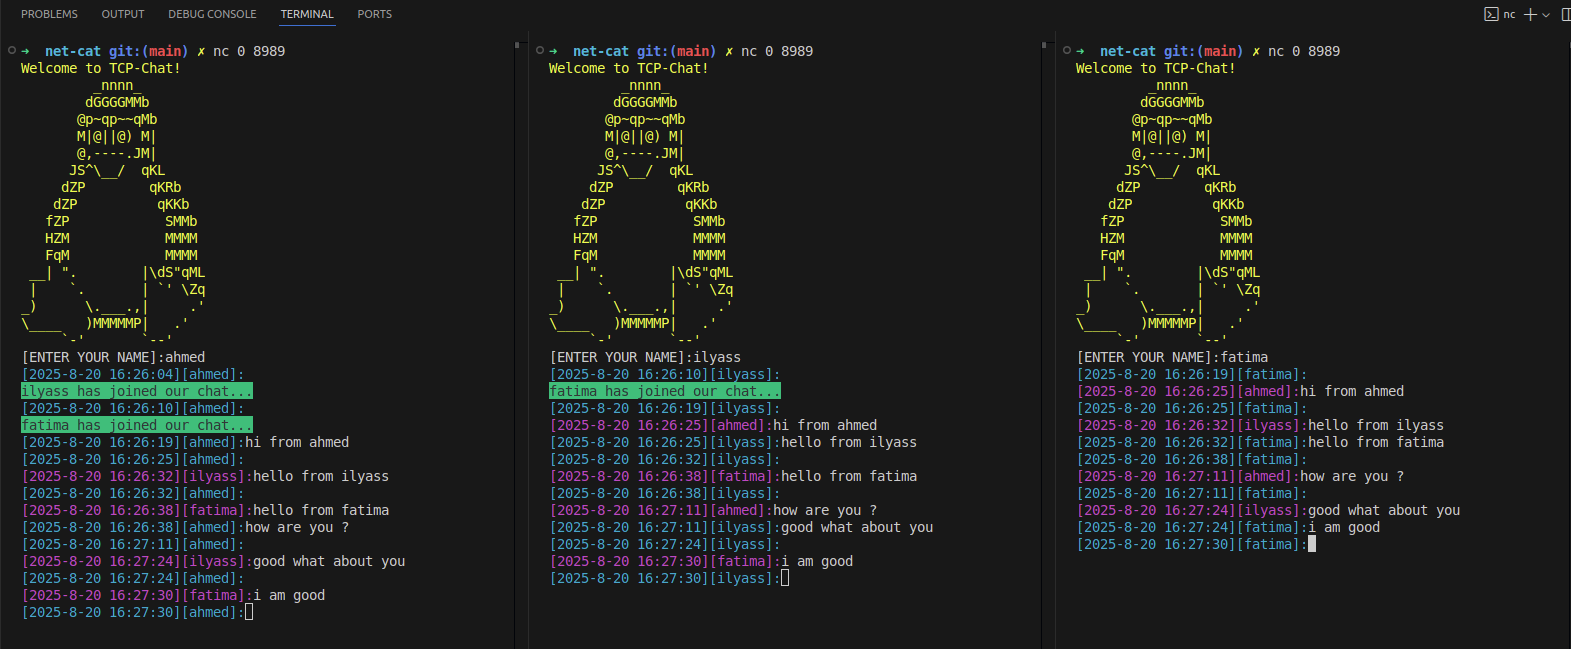 PROBLEMS OUTPUT DEBUG CONSOLE TERMINAL PORTS nc
➜  net-cat git:(main) ✗ nc 0 8989
Welcome to TCP-Chat!
         _nnnn_
        dGGGGMMb
       @p~qp~~qMb
       M|@||@) M|
       @,----.JM|
      JS^\__/  qKL
     dZP        qKRb
    dZP          qKKb
   fZP            SMMb
   HZM            MMMM
   FqM            MMMM
 __| ".        |\dS"qML
 |    `.       | `' \Zq
_)      \.___.,|     .'
\____   )MMMMMP|   .'
     `-'       `--'
[ENTER YOUR NAME]:ahmed
[2025-8-20 16:26:04][ahmed]:
ilyass has joined our chat...
[2025-8-20 16:26:10][ahmed]:
fatima has joined our chat...
[2025-8-20 16:26:19][ahmed]:hi from ahmed
[2025-8-20 16:26:25][ahmed]:
[2025-8-20 16:26:32][ilyass]:hello from ilyass
[2025-8-20 16:26:32][ahmed]:
[2025-8-20 16:26:38][fatima]:hello from fatima
[2025-8-20 16:26:38][ahmed]:how are you ?
[2025-8-20 16:27:11][ahmed]:
[2025-8-20 16:27:24][ilyass]:good what about you
[2025-8-20 16:27:24][ahmed]:
[2025-8-20 16:27:30][fatima]:i am good
[2025-8-20 16:27:30][ahmed]:
➜  net-cat git:(main) ✗ nc 0 8989
Welcome to TCP-Chat!
         _nnnn_
        dGGGGMMb
       @p~qp~~qMb
       M|@||@) M|
       @,----.JM|
      JS^\__/  qKL
     dZP        qKRb
    dZP          qKKb
   fZP            SMMb
   HZM            MMMM
   FqM            MMMM
 __| ".        |\dS"qML
 |    `.       | `' \Zq
_)      \.___.,|     .'
\____   )MMMMMP|   .'
     `-'       `--'
[ENTER YOUR NAME]:ilyass
[2025-8-20 16:26:10][ilyass]:
fatima has joined our chat...
[2025-8-20 16:26:19][ilyass]:
[2025-8-20 16:26:25][ahmed]:hi from ahmed
[2025-8-20 16:26:25][ilyass]:hello from ilyass
[2025-8-20 16:26:32][ilyass]:
[2025-8-20 16:26:38][fatima]:hello from fatima
[2025-8-20 16:26:38][ilyass]:
[2025-8-20 16:27:11][ahmed]:how are you ?
[2025-8-20 16:27:11][ilyass]:good what about you
[2025-8-20 16:27:24][ilyass]:
[2025-8-20 16:27:30][fatima]:i am good
[2025-8-20 16:27:30][ilyass]:
➜  net-cat git:(main) ✗ nc 0 8989
Welcome to TCP-Chat!
         _nnnn_
        dGGGGMMb
       @p~qp~~qMb
       M|@||@) M|
       @,----.JM|
      JS^\__/  qKL
     dZP        qKRb
    dZP          qKKb
   fZP            SMMb
   HZM            MMMM
   FqM            MMMM
 __| ".        |\dS"qML
 |    `.       | `' \Zq
_)      \.___.,|     .'
\____   )MMMMMP|   .'
     `-'       `--'
[ENTER YOUR NAME]:fatima
[2025-8-20 16:26:19][fatima]:
[2025-8-20 16:26:25][ahmed]:hi from ahmed
[2025-8-20 16:26:25][fatima]:
[2025-8-20 16:26:32][ilyass]:hello from ilyass
[2025-8-20 16:26:32][fatima]:hello from fatima
[2025-8-20 16:26:38][fatima]:
[2025-8-20 16:27:11][ahmed]:how are you ?
[2025-8-20 16:27:11][fatima]:
[2025-8-20 16:27:24][ilyass]:good what about you
[2025-8-20 16:27:24][fatima]:i am good
[2025-8-20 16:27:30][fatima]: